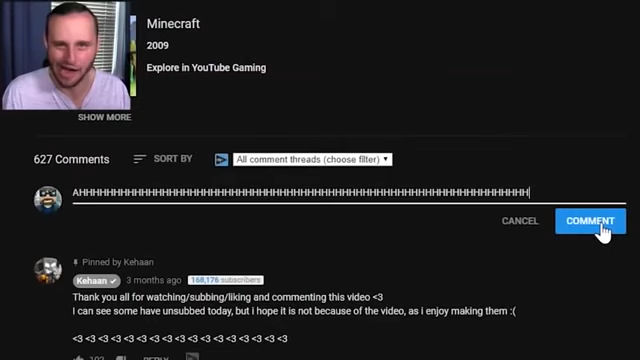 Minecraft
2009
Explore in YouTube Gaming
SHOW MORE
627 Comments SORT BY All comment threads (choose filter)
AHHHHHHHHHHHHHHHHHHHHHHHHHHHHHHHHHHHHHHHHHHHHHHHHHHHHHHHHHHHHHHHH
CANCEL COMMENT
Pinned by Kehaan
Kehaan 3 months ago 168,176 subscribers
Thank you all for watching/subbing/liking and commenting this video <3
I can see some have unsubbed today, but i hope it is not because of the video, as i enjoy making them :(
<3 <3 <3 <3 <3 <3 <3 <3 <3 <3 <3 <3 <3 <3 <3 <3 <3
102 REPLY